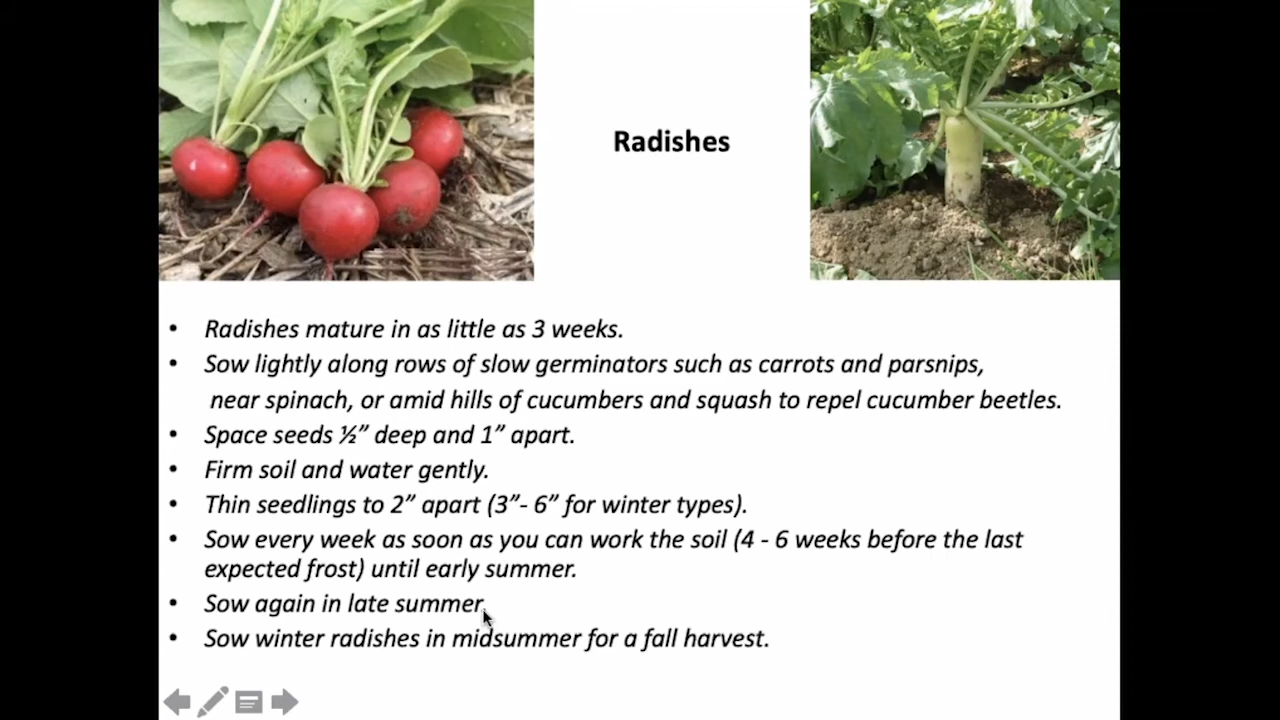 Radishes
• Radishes mature in as little as 3 weeks.
• Sow lightly along rows of slow germinators such as carrots and parsnips,
near spinach, or amid hills of cucumbers and squash to repel cucumber beetles.
• Space seeds ½” deep and 1” apart.
• Firm soil and water gently.
• Thin seedlings to 2” apart (3”- 6” for winter types).
• Sow every week as soon as you can work the soil (4 - 6 weeks before the last
expected frost) until early summer.
• Sow again in late summer.
• Sow winter radishes in midsummer for a fall harvest.